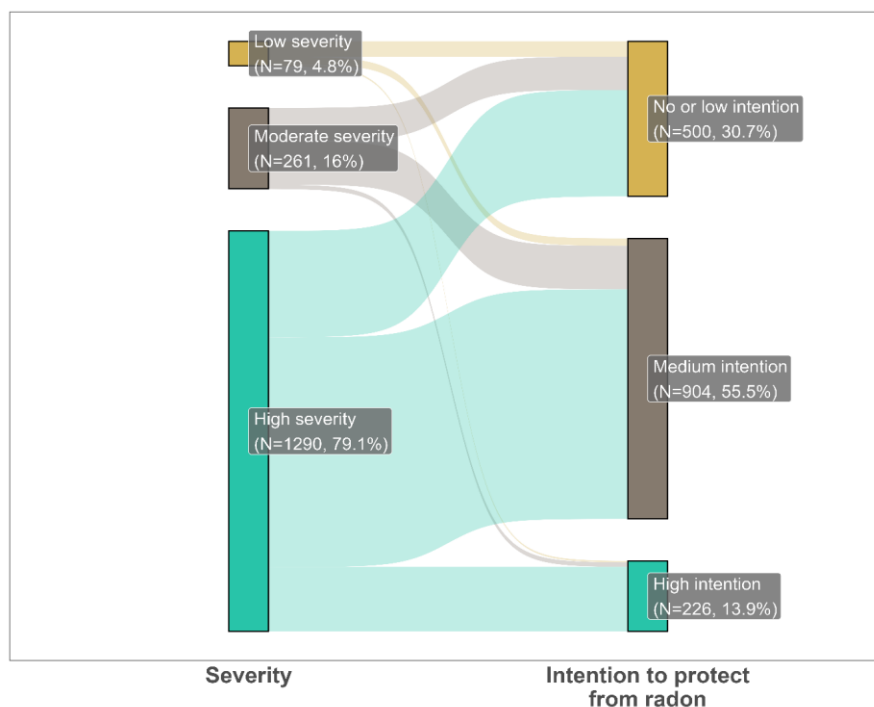 Low severity
(N=79, 4.8%)
Moderate severity
(N=261, 16%)
High severity
(N=1290, 79.1%)
No or low intention
(N=500, 30.7%)
Medium intention
(N=904, 55.5%)
High intention
(N=226, 13.9%)
Severity
Intention to protect
from radon